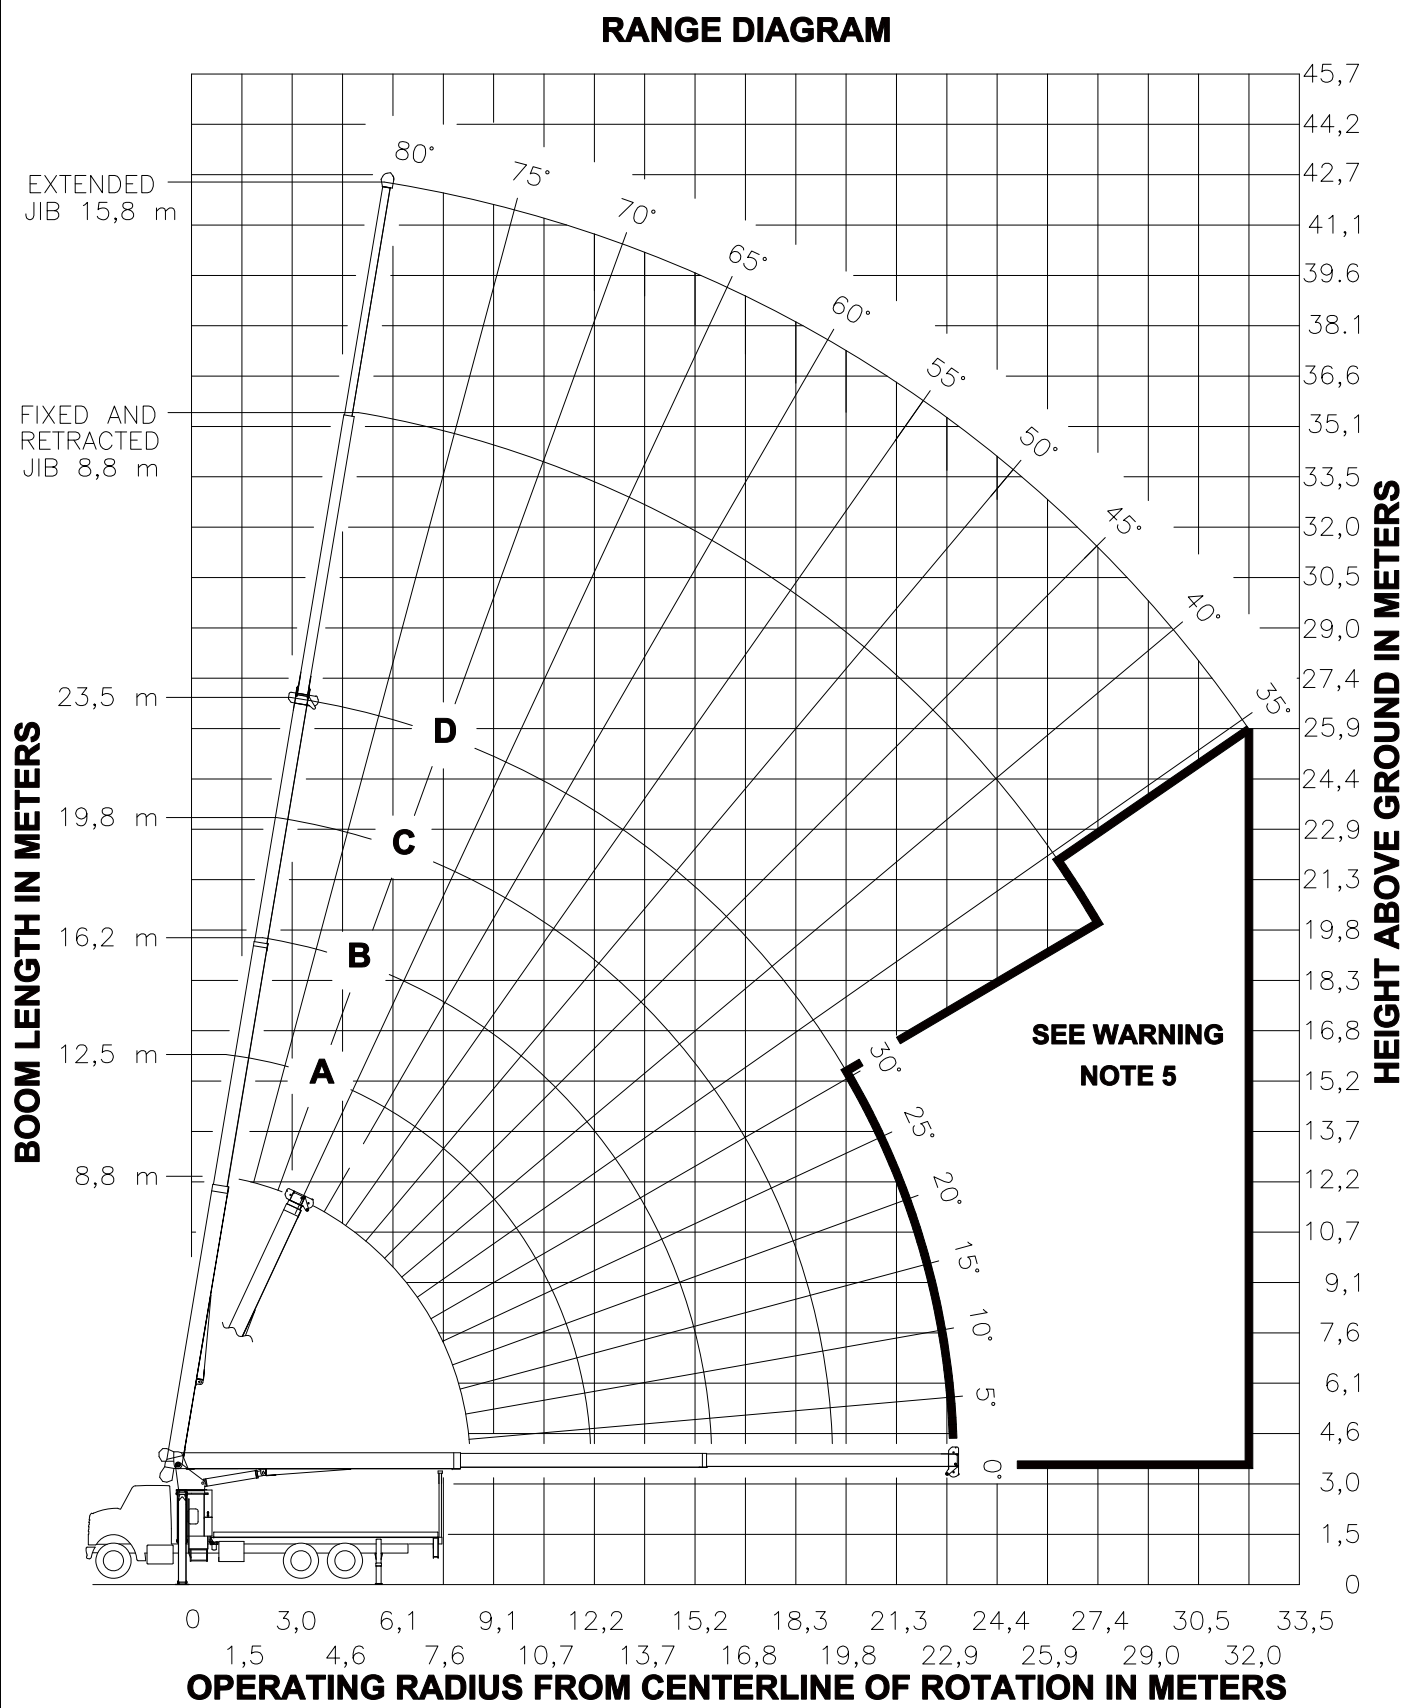 RANGE DIAGRAM
45,7
44,2
42,7
41,1
39.6
38.1
36,6
35,1
33,5
32,0
30,5
29,0
27,4
25,9
24,4
22,9
21,3
19,8
18,3
16,8
15,2
13,7
12,2
10,7
9,1
7,6
6,1
4,6
3,0
1,5
0
HEIGHT ABOVE GROUND IN METERS
EXTENDED
JIB 15,8 m
FIXED AND
RETRACTED
JIB 8,8 m
23,5 m
19,8 m
16,2 m
12,5 m
8,8 m
BOOM LENGTH IN METERS
80°
75°
70°
65°
60°
55°
50°
45°
40°
35°
30°
25°
20°
15°
10°
5°
0°
D
C
B
A
SEE WARNING
NOTE 5
0 3,0 6,1 9,1 12,2 15,2 18,3 21,3 24,4 27,4 30,5 33,5
1,5 4,6 7,6 10,7 13,7 16,8 19,8 22,9 25,9 29,0 32,0
OPERATING RADIUS FROM CENTERLINE OF ROTATION IN METERS